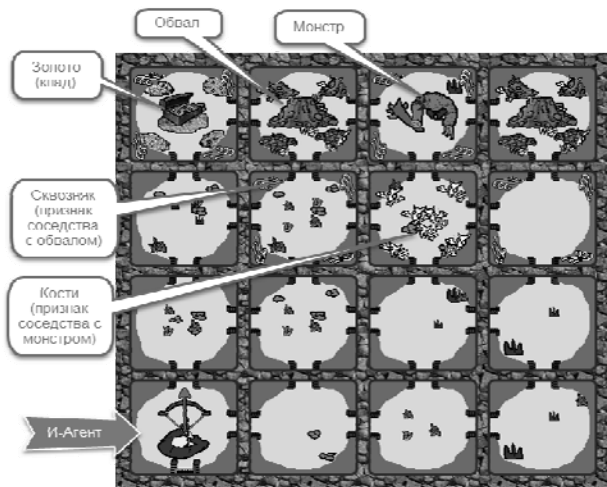 Обвал
Монстр
Золото
(клад)
Сквозняк
(признак
соседства
с обвалом)
Кости
(признак
соседства с
монстром)
И-Агент